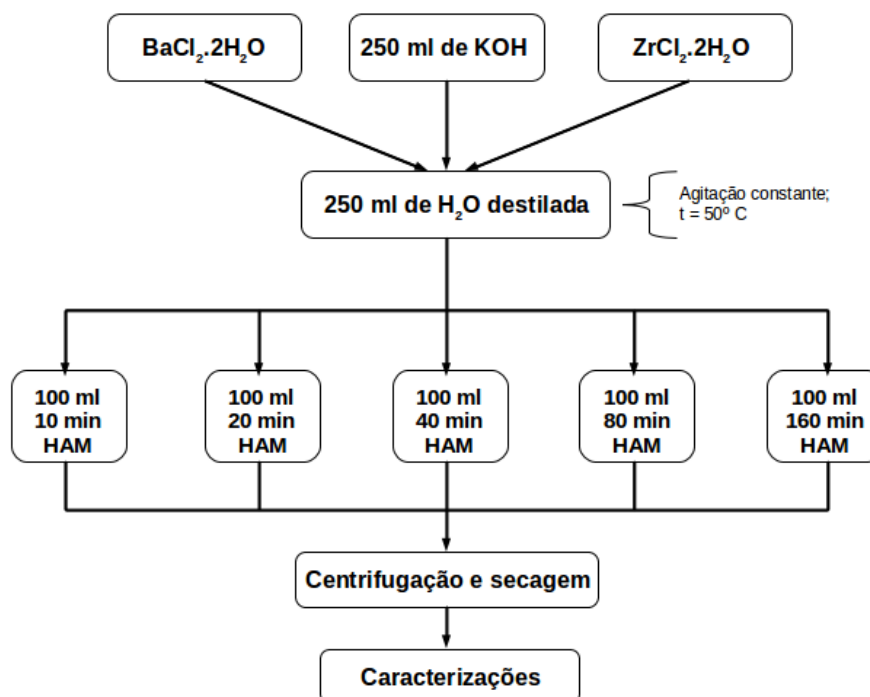 BaCl₂.2H₂O
250 ml de KOH
ZrCl₂.2H₂O
250 ml de H₂O destilada
Agitação constante;
t = 50º C
100 ml
10 min
HAM
100 ml
20 min
HAM
100 ml
40 min
HAM
100 ml
80 min
HAM
100 ml
160 min
HAM
Centrifugação e secagem
Caracterizações